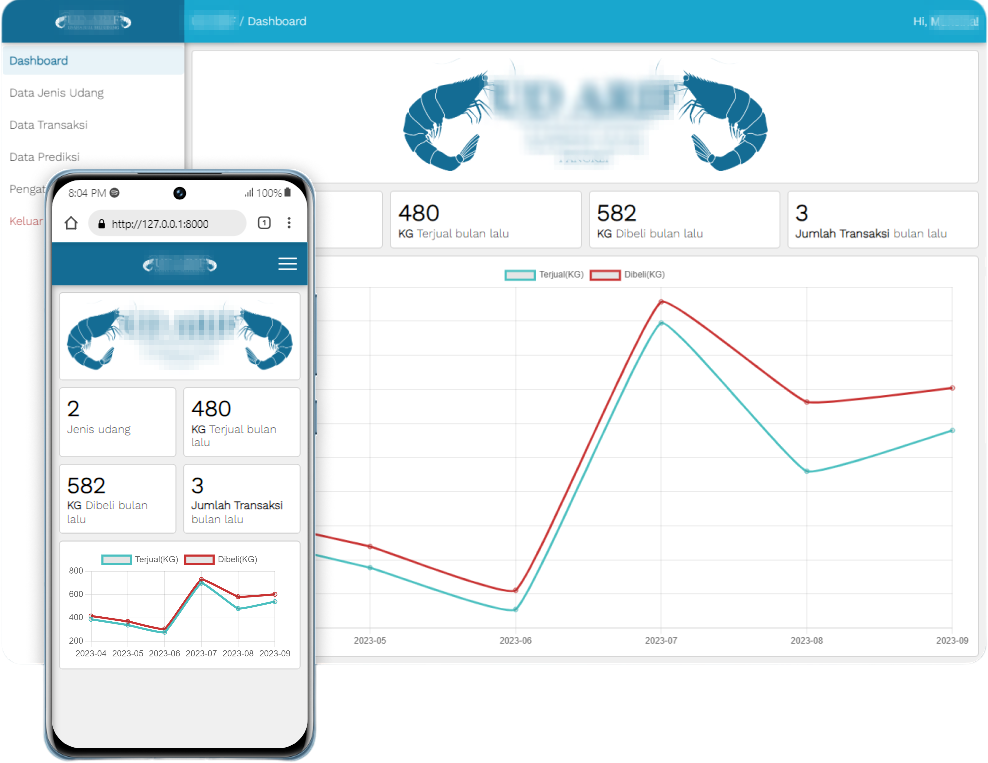 / Dashboard
Hi,
Dashboard
Data Jenis Udang
Data Transaksi
Data Prediksi
Keluar
480
KG Terjual bulan lalu
582
KG Dibeli bulan lalu
3
Jumlah Transaksi bulan lalu
Terjual(KG) Dibeli(KG)
2023-05 2023-06 2023-07 2023-08 2023-09
8:04 PM 100%
http://127.0.0.1:8000 1
2
Jenis udang
480
KG Terjual bulan
lalu
582
KG Dibeli bulan
lalu
3
Jumlah Transaksi
bulan lalu
Terjual(KG) Dibeli(KG)
800
600
400
200
2023-04 2023-05 2023-06 2023-07 2023-08 2023-09